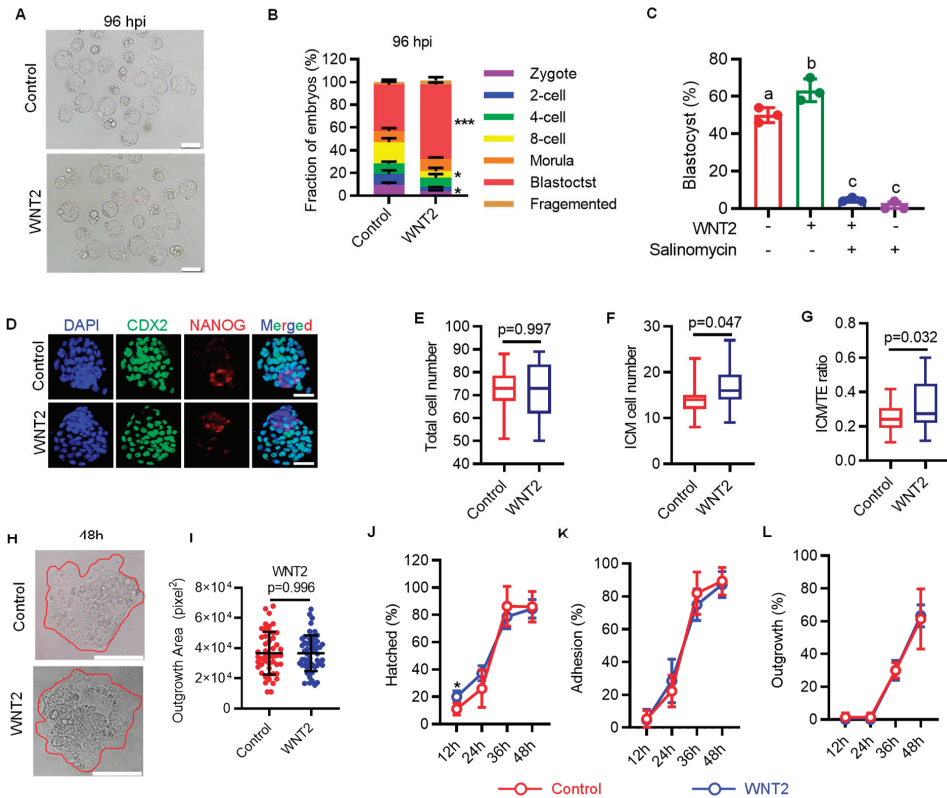 A
96 hpi
Control
WNT2
B
96 hpi
Fraction of embryos (%)
120
100
80
60
40
20
0
Control
WNT2
***
*
*
Zygote
2-cell
4-cell
8-cell
Morula
Blastoctst
Fragemented
C
Blastocyst (%)
60
40
20
0
a
b
c
c
WNT2 - + + -
Salinomycin - - + +
D
DAPI CDX2 NANOG Merged
Control
WNT2
E
p=0.997
Total cell number
100
90
80
70
60
50
40
Control
WNT2
F
p=0.047
ICM cell number
30
20
10
0
Control
WNT2
G
p=0.032
ICM/TE ratio
0.8
0.6
0.4
0.2
0.0
Control
WNT2
H
48h
Control
WNT2
I
WNT2
p=0.996
Outgrowth Area (pixel²)
8×10⁴
6×10⁴
4×10⁴
2×10⁴
0
Control
WNT2
J
Hatched (%)
120
100
80
60
40
20
0
*
12h
24h
36h
48h
K
Adhesion (%)
120
100
80
60
40
20
0
12h
24h
36h
48h
L
Outgrowth (%)
120
100
80
60
40
20
0
12h
24h
36h
48h
Control
WNT2